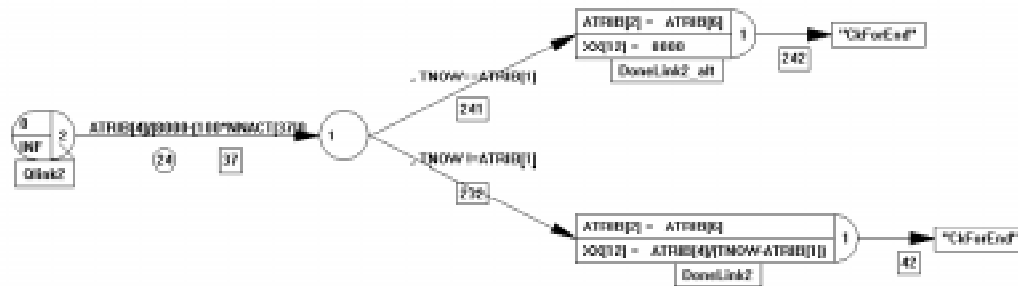 0
INF
2
Qlink2
ATRIB[4]/[8000-[100*NNACT[37]]]
24
37
1
, TNOW==ATRIB[1]
241
, TNOW!=ATRIB[1]
ATRIB[2] = ATRIB[6]
XX[12] = 8000
1
DoneLink2_alt
242
"CkForEnd"
ATRIB[2] = ATRIB[6]
XX[12] = ATRIB[4]/[TNOW-ATRIB[1]]
1
DoneLink2
42
"CkForEnd"